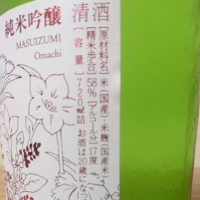 純米吟醸
MASUIZUMI
Omachi
清酒
[原材料名]米(国産)・米麹(国産米)
[精米歩合]58% [アルコール分]17度
[容量]720ml詰 お酒は20歳になっ